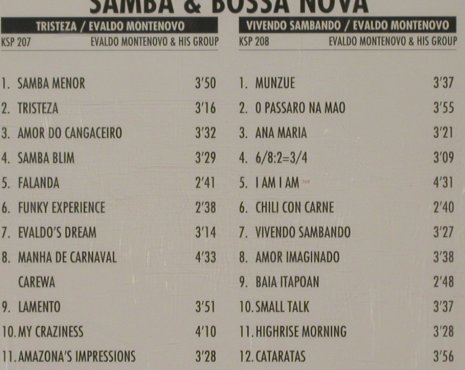 SAMBA & BOSSA NOVA
TRISTEZA / EVALDO MONTENOVO
KSP 207 EVALDO MONTENOVO & HIS GROUP
1. SAMBA MENOR 3'50
2. TRISTEZA 3'16
3. AMOR DO CANGACEIRO 3'32
4. SAMBA BLIM 3'29
5. FALANDA 2'41
6. FUNKY EXPERIENCE 2'38
7. EVALDO'S DREAM 3'14
8. MANHA DE CARNAVAL 4'33
CAREWA
9. LAMENTO 3'51
10. MY CRAZINESS 4'10
11. AMAZONA'S IMPRESSIONS 3'28
VIVENDO SAMBANDO / EVALDO MONTENOVO
KSP 208 EVALDO MONTENOVO & HIS GROUP
1. MUNZUE 3'37
2. O PASSARO NA MAO 3'55
3. ANA MARIA 3'21
4. 6/8:2=3/4 3'09
5. I AM I AM 4'31
6. CHILI CON CARNE 2'40
7. VIVENDO SAMBANDO 3'27
8. AMOR IMAGINADO 3'38
9. BAIA ITAPOAN 2'48
10. SMALL TALK 3'37
11. HIGHRISE MORNING 3'28
12. CATARATAS 3'56